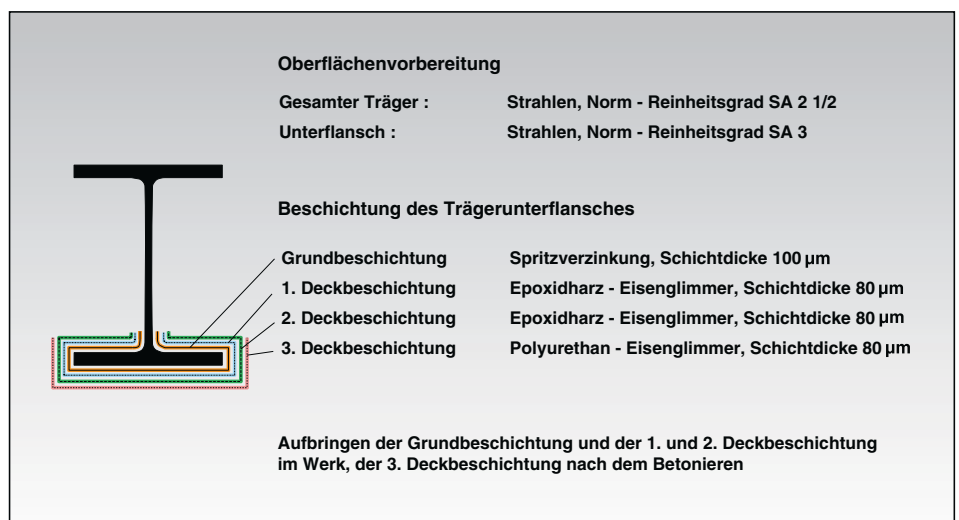 Oberflächenvorbereitung
Gesamter Träger : Strahlen, Norm - Reinheitsgrad SA 2 1/2
Unterflansch : Strahlen, Norm - Reinheitsgrad SA 3
Beschichtung des Trägerunterflansches
Grundbeschichtung Spritzverzinkung, Schichtdicke 100 µm
1. Deckbeschichtung Epoxidharz - Eisenglimmer, Schichtdicke 80 µm
2. Deckbeschichtung Epoxidharz - Eisenglimmer, Schichtdicke 80 µm
3. Deckbeschichtung Polyurethan - Eisenglimmer, Schichtdicke 80 µm
Aufbringen der Grundbeschichtung und der 1. und 2. Deckbeschichtung
im Werk, der 3. Deckbeschichtung nach dem Betonieren